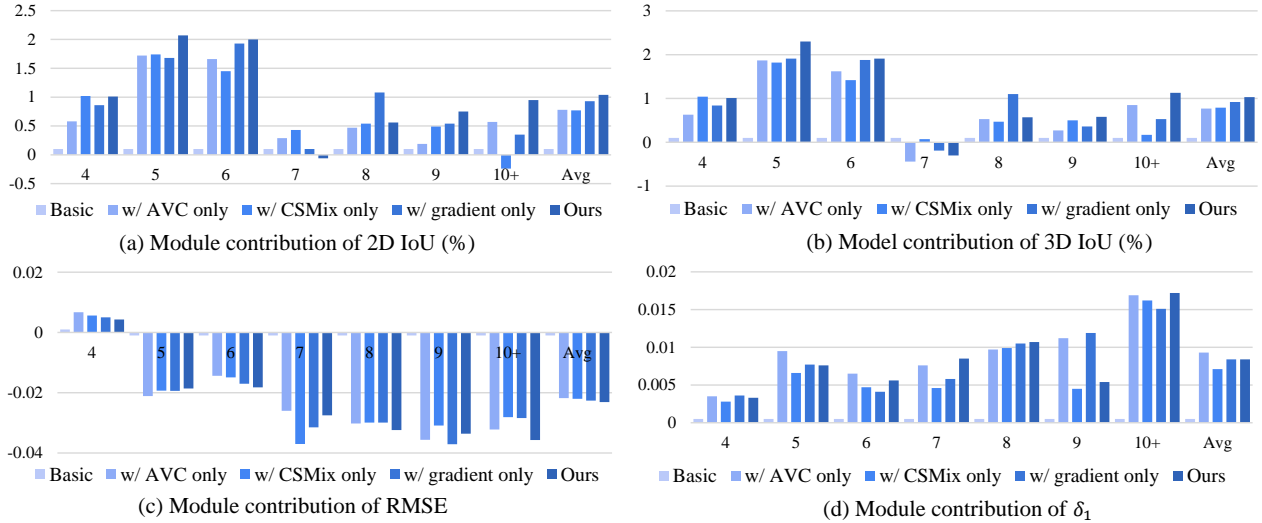 2.5
2
1.5
1
0.5
0
-0.5
4 5 6 7 8 9 10+ Avg
Basic w/ AVC only w/ CSMix only w/ gradient only Ours
(a) Module contribution of 2D IoU (%)
3
2
1
0
-1
4 5 6 7 8 9 10+ Avg
Basic w/ AVC only w/ CSMix only w/ gradient only Ours
(b) Model contribution of 3D IoU (%)
0.02
0
-0.02
-0.04
4 5 6 7 8 9 10+ Avg
Basic w/ AVC only w/ CSMix only w/ gradient only Ours
(c) Module contribution of RMSE
0.02
0.015
0.01
0.005
0
4 5 6 7 8 9 10+ Avg
Basic w/ AVC only w/ CSMix only w/ gradient only Ours
(d) Module contribution of δ₁